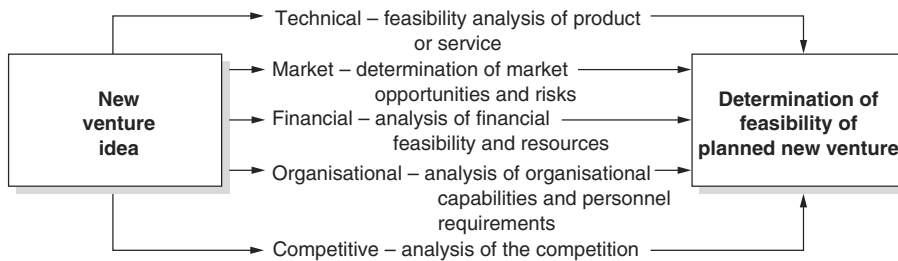 Technical – feasibility analysis of product
or service
New
venture
idea
Market – determination of market
opportunities and risks
Financial – analysis of financial
feasibility and resources
Organisational – analysis of organisational
capabilities and personnel
requirements
Competitive – analysis of the competition
Determination of
feasibility of
planned new venture